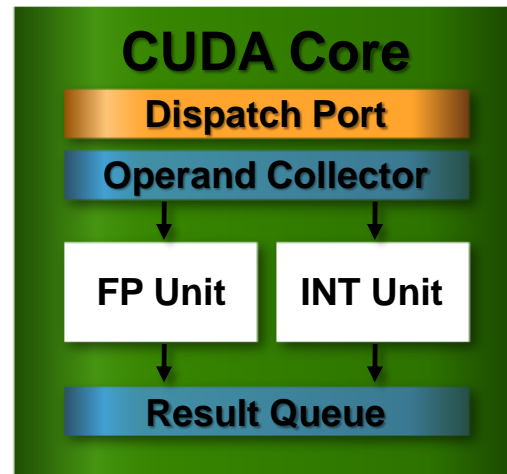 CUDA Core
Dispatch Port
Operand Collector
FP Unit
INT Unit
Result Queue